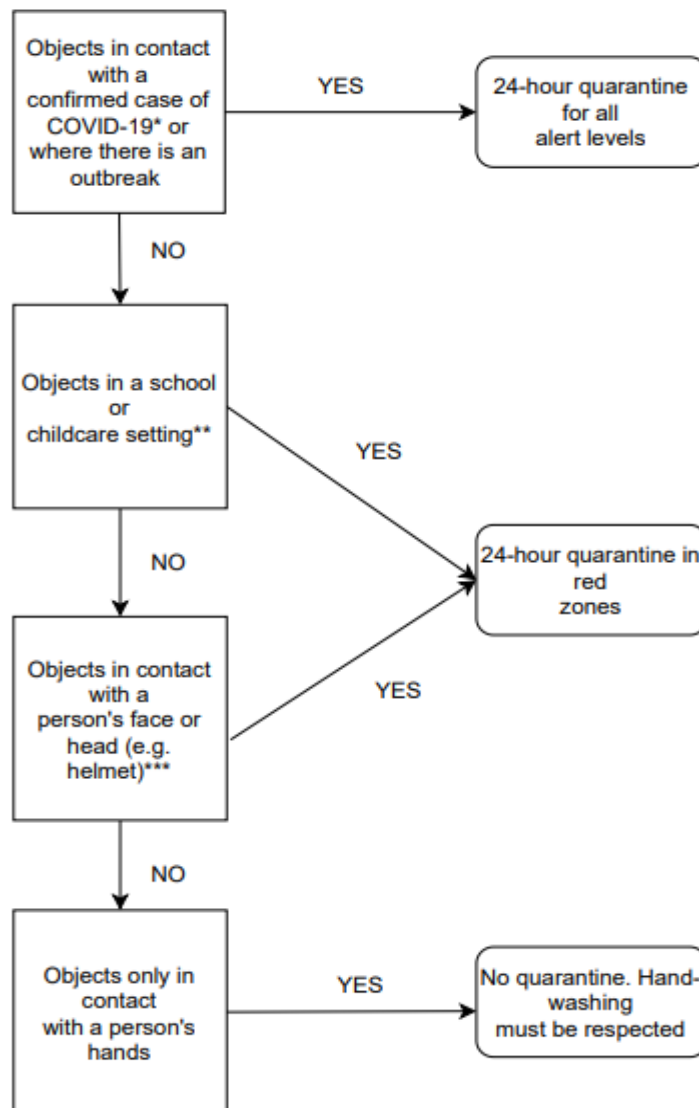 Objects in contact
with a
confirmed case of
COVID-19* or
where there is an
outbreak
YES
24-hour quarantine
for all
alert levels
NO
Objects in a school
or
childcare setting**
YES
24-hour quarantine in
red
zones
NO
Objects in contact
with a
person's face or
head (e.g.
helmet)***
YES
NO
Objects only in
contact
with a person's
hands
YES
No quarantine. Hand-
washing
must be respected